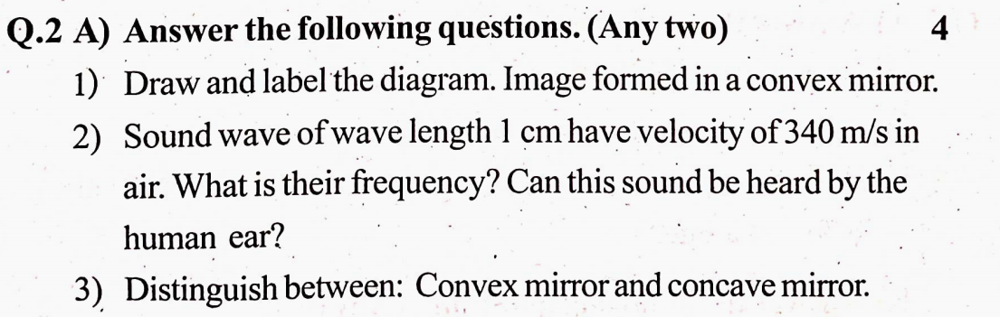 Q.2 A) Answer the following questions. (Any two) 4
1) Draw and label the diagram. Image formed in a convex mirror.
2) Sound wave of wave length 1 cm have velocity of 340 m/s in
air. What is their frequency? Can this sound be heard by the
human ear?
3) Distinguish between: Convex mirror and concave mirror.